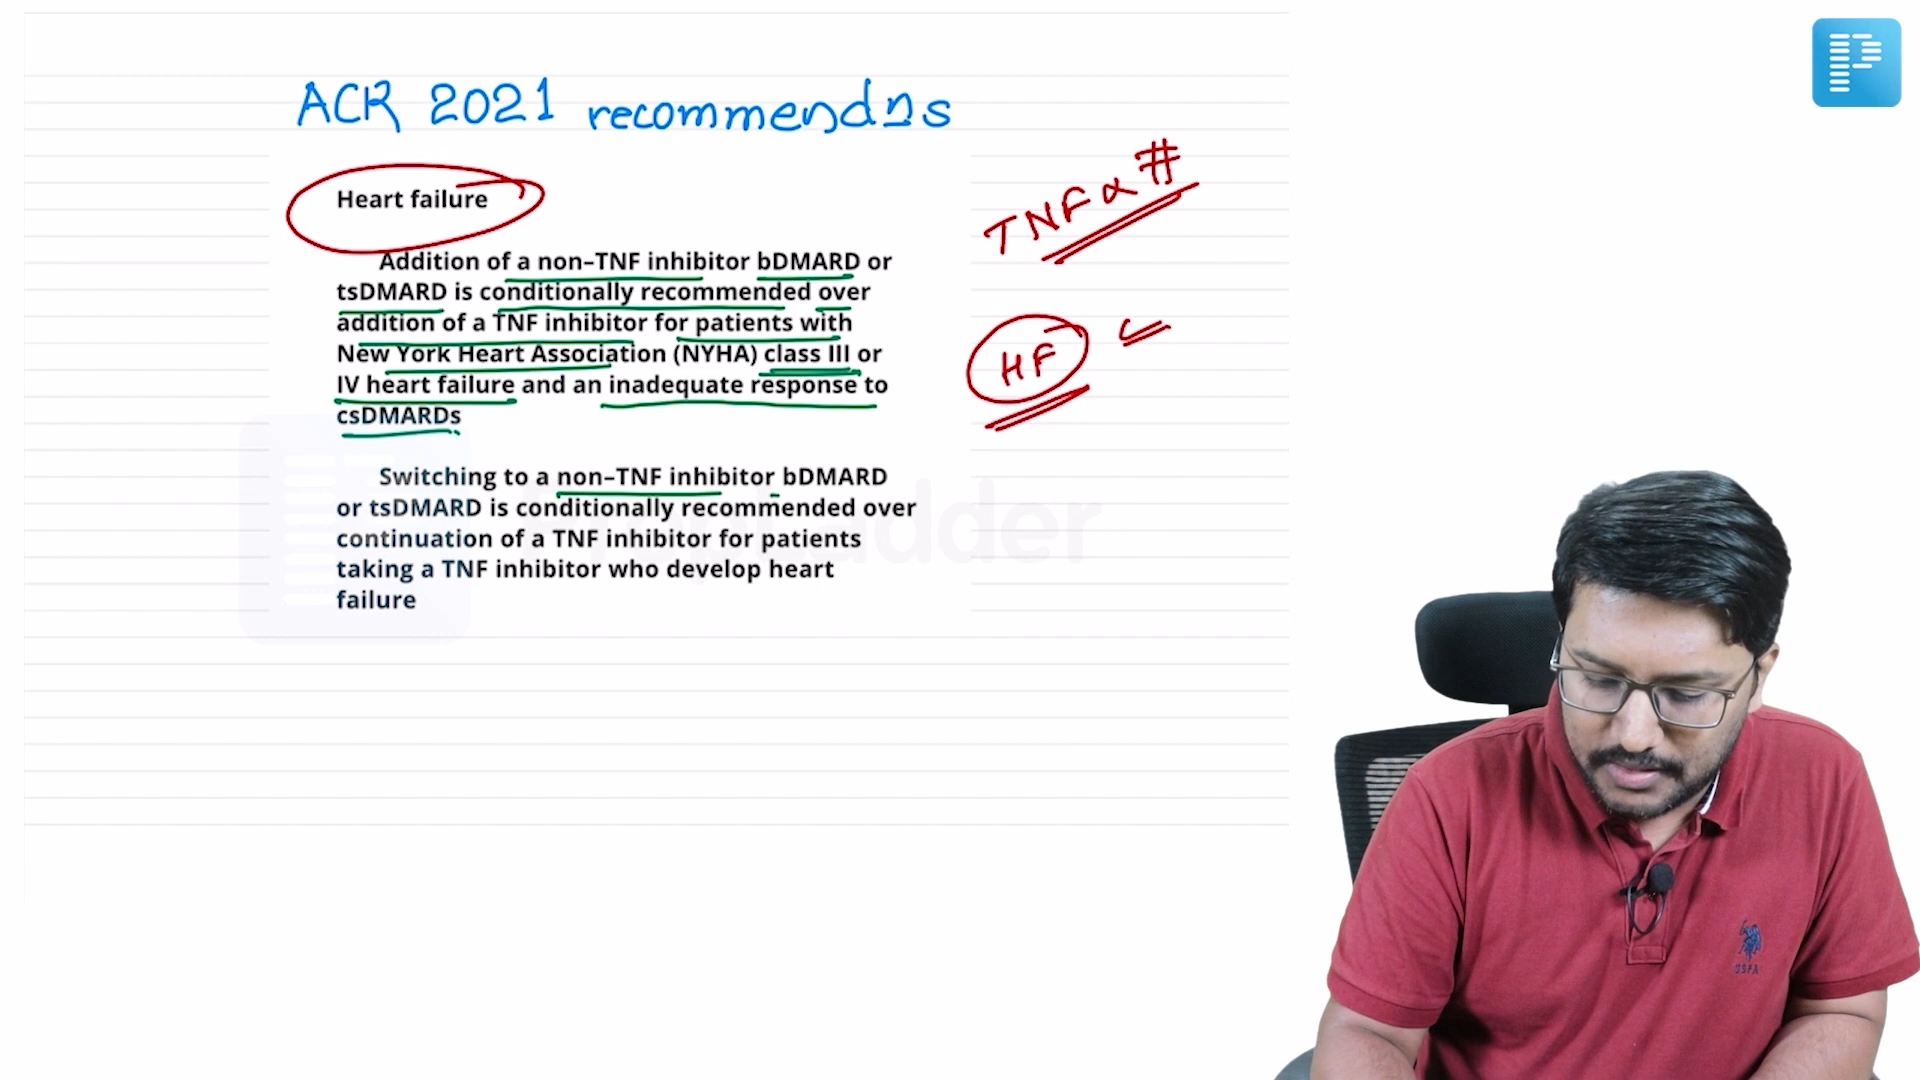 ACR 2021 recommendns
Heart failure
Addition of a non–TNF inhibitor bDMARD or
tsDMARD is conditionally recommended over
addition of a TNF inhibitor for patients with
New York Heart Association (NYHA) class III or
IV heart failure and an inadequate response to
csDMARDs
Switching to a non–TNF inhibitor bDMARD
or tsDMARD is conditionally recommended over
continuation of a TNF inhibitor for patients
taking a TNF inhibitor who develop heart
failure
TNF α #
HF
PrepLadder
USPA